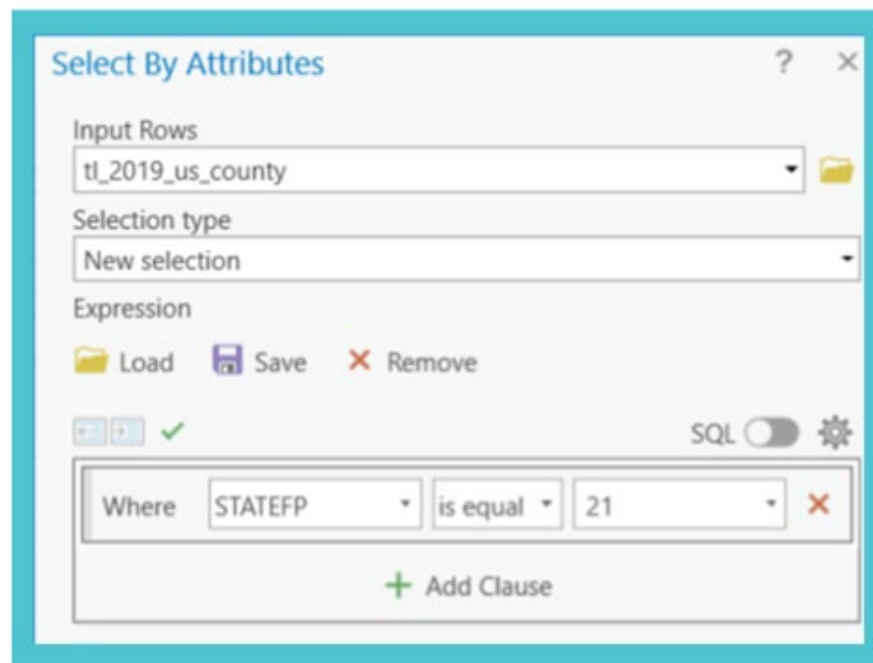 Select By Attributes ? ×
Input Rows
tl_2019_us_county
Selection type
New selection
Expression
Load Save Remove
SQL
Where STATEFP is equal 21
+ Add Clause